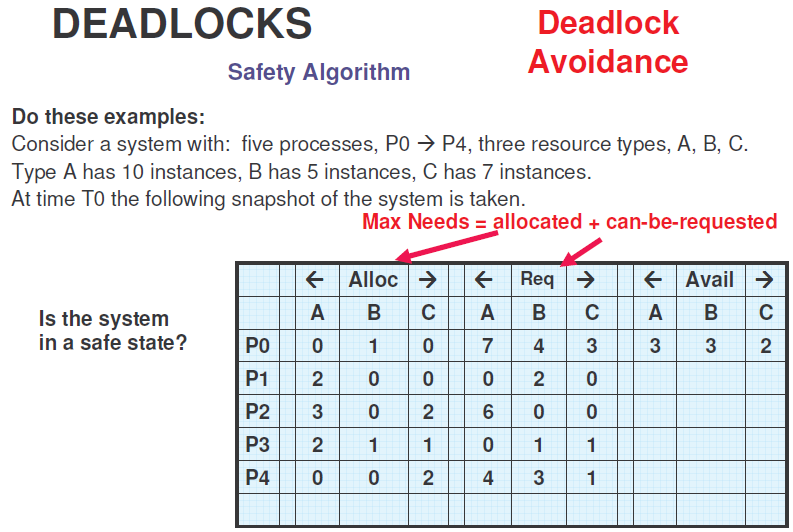 DEADLOCKS
Deadlock
Avoidance
Safety Algorithm
Do these examples:
Consider a system with: five processes, P0 → P4, three resource types, A, B, C.
Type A has 10 instances, B has 5 instances, C has 7 instances.
At time T0 the following snapshot of the system is taken.
Max Needs = allocated + can-be-requested
Is the system
in a safe state?
← Alloc → ← Req → ← Avail →
A B C A B C A B C
P0 0 1 0 7 4 3 3 3 2
P1 2 0 0 0 2 0
P2 3 0 2 6 0 0
P3 2 1 1 0 1 1
P4 0 0 2 4 3 1